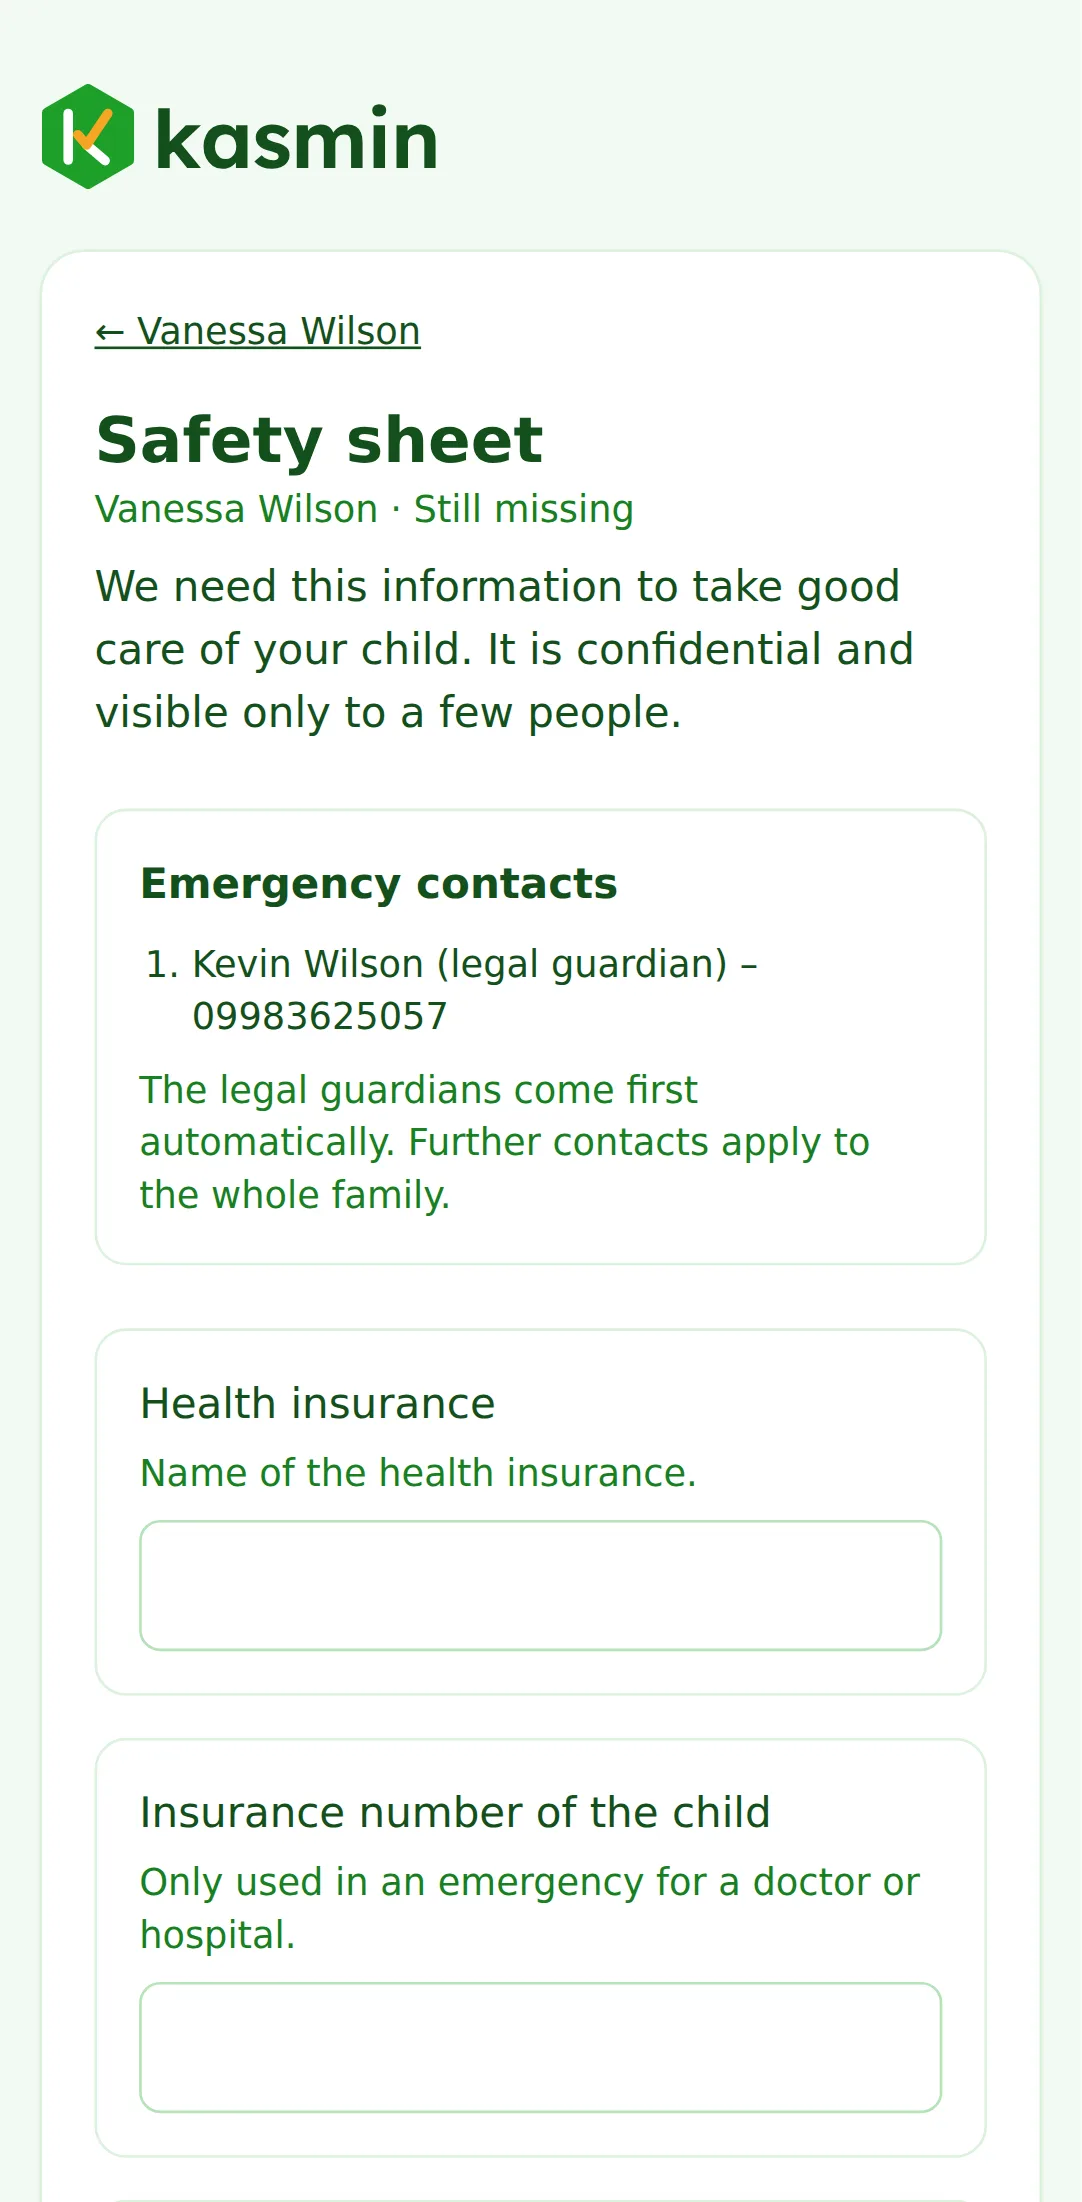 kasmin
← Vanessa Wilson
Safety sheet
Vanessa Wilson · Still missing
We need this information to take good
care of your child. It is confidential and
visible only to a few people.
Emergency contacts
1. Kevin Wilson (legal guardian) –
09983625057
The legal guardians come first
automatically. Further contacts apply to
the whole family.
Health insurance
Name of the health insurance.
Insurance number of the child
Only used in an emergency for a doctor or
hospital.